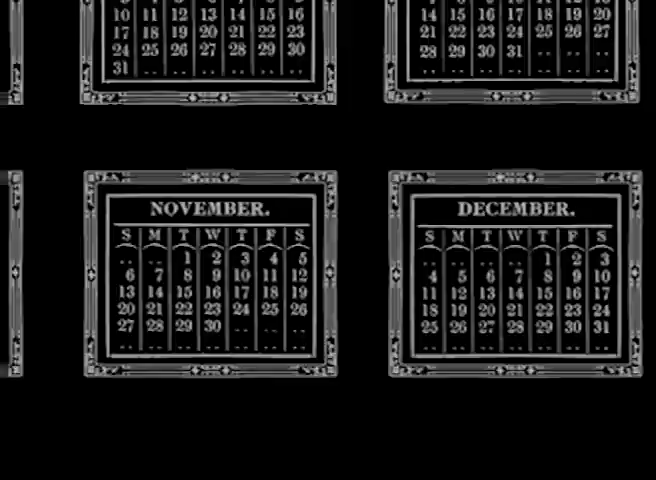 10 11 12 13 14 15 16
17 18 19 20 21 22 23
24 25 26 27 28 29 30
31 .. .. .. .. .. ..
14 15 16 17 18 19 20
21 22 23 24 25 26 27
28 29 30 31 .. .. ..
.. .. .. .. .. .. ..
NOVEMBER.
S M T W T F S
.. .. 1 2 3 4 5
6 7 8 9 10 11 12
13 14 15 16 17 18 19
20 21 22 23 24 25 26
27 28 29 30 .. .. ..
.. .. .. .. .. .. ..
DECEMBER.
S M T W T F S
.. .. .. .. 1 2 3
4 5 6 7 8 9 10
11 12 13 14 15 16 17
18 19 20 21 22 23 24
25 26 27 28 29 30 31
.. .. .. .. .. .. ..